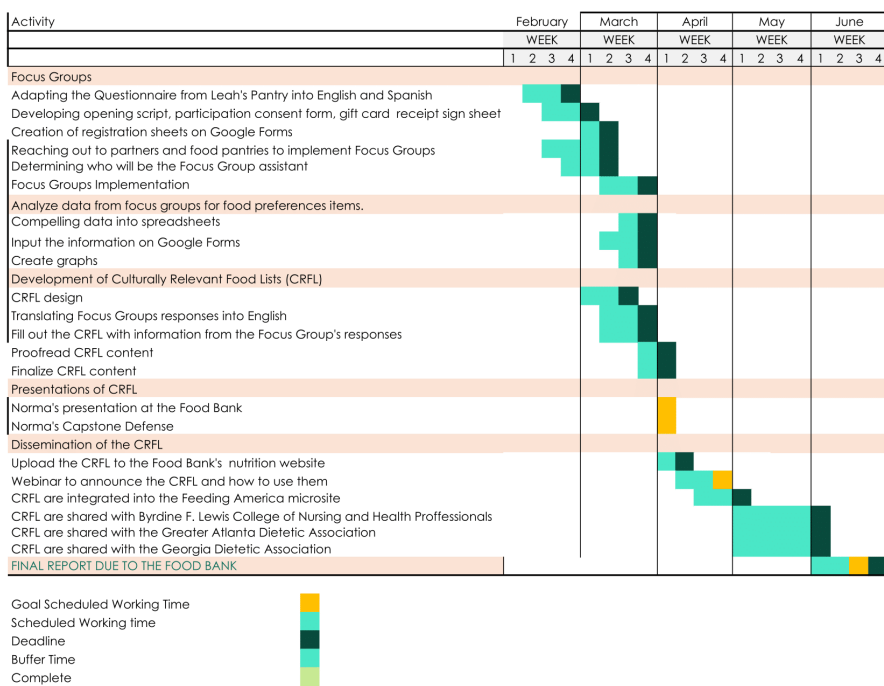 Activity February March April May June
WEEK WEEK WEEK WEEK WEEK
1 2 3 4 1 2 3 4 1 2 3 4 1 2 3 4 1 2 3 4
Focus Groups
Adapting the Questionnaire from Leah's Pantry into English and Spanish
Developing opening script, participation consent form, gift card receipt sign sheet
Creation of registration sheets on Google Forms
Reaching out to partners and food pantries to implement Focus Groups
Determining who will be the Focus Group assistant
Focus Groups Implementation
Analyze data from focus groups for food preferences items.
Compelling data into spreadsheets
Input the information on Google Forms
Create graphs
Development of Culturally Relevant Food Lists (CRFL)
CRFL design
Translating Focus Groups responses into English
Fill out the CRFL with information from the Focus Group's responses
Proofread CRFL content
Finalize CRFL content
Presentations of CRFL
Norma's presentation at the Food Bank
Norma's Capstone Defense
Dissemination of the CRFL
Upload the CRFL to the Food Bank's nutrition website
Webinar to announce the CRFL and how to use them
CRFL are integrated into the Feeding America microsite
CRFL are shared with Byrdine F. Lewis College of Nursing and Health Proffessionals
CRFL are shared with the Greater Atlanta Dietetic Association
CRFL are shared with the Georgia Dietetic Association
FINAL REPORT DUE TO THE FOOD BANK
Goal Scheduled Working Time
Scheduled Working time
Deadline
Buffer Time
Complete